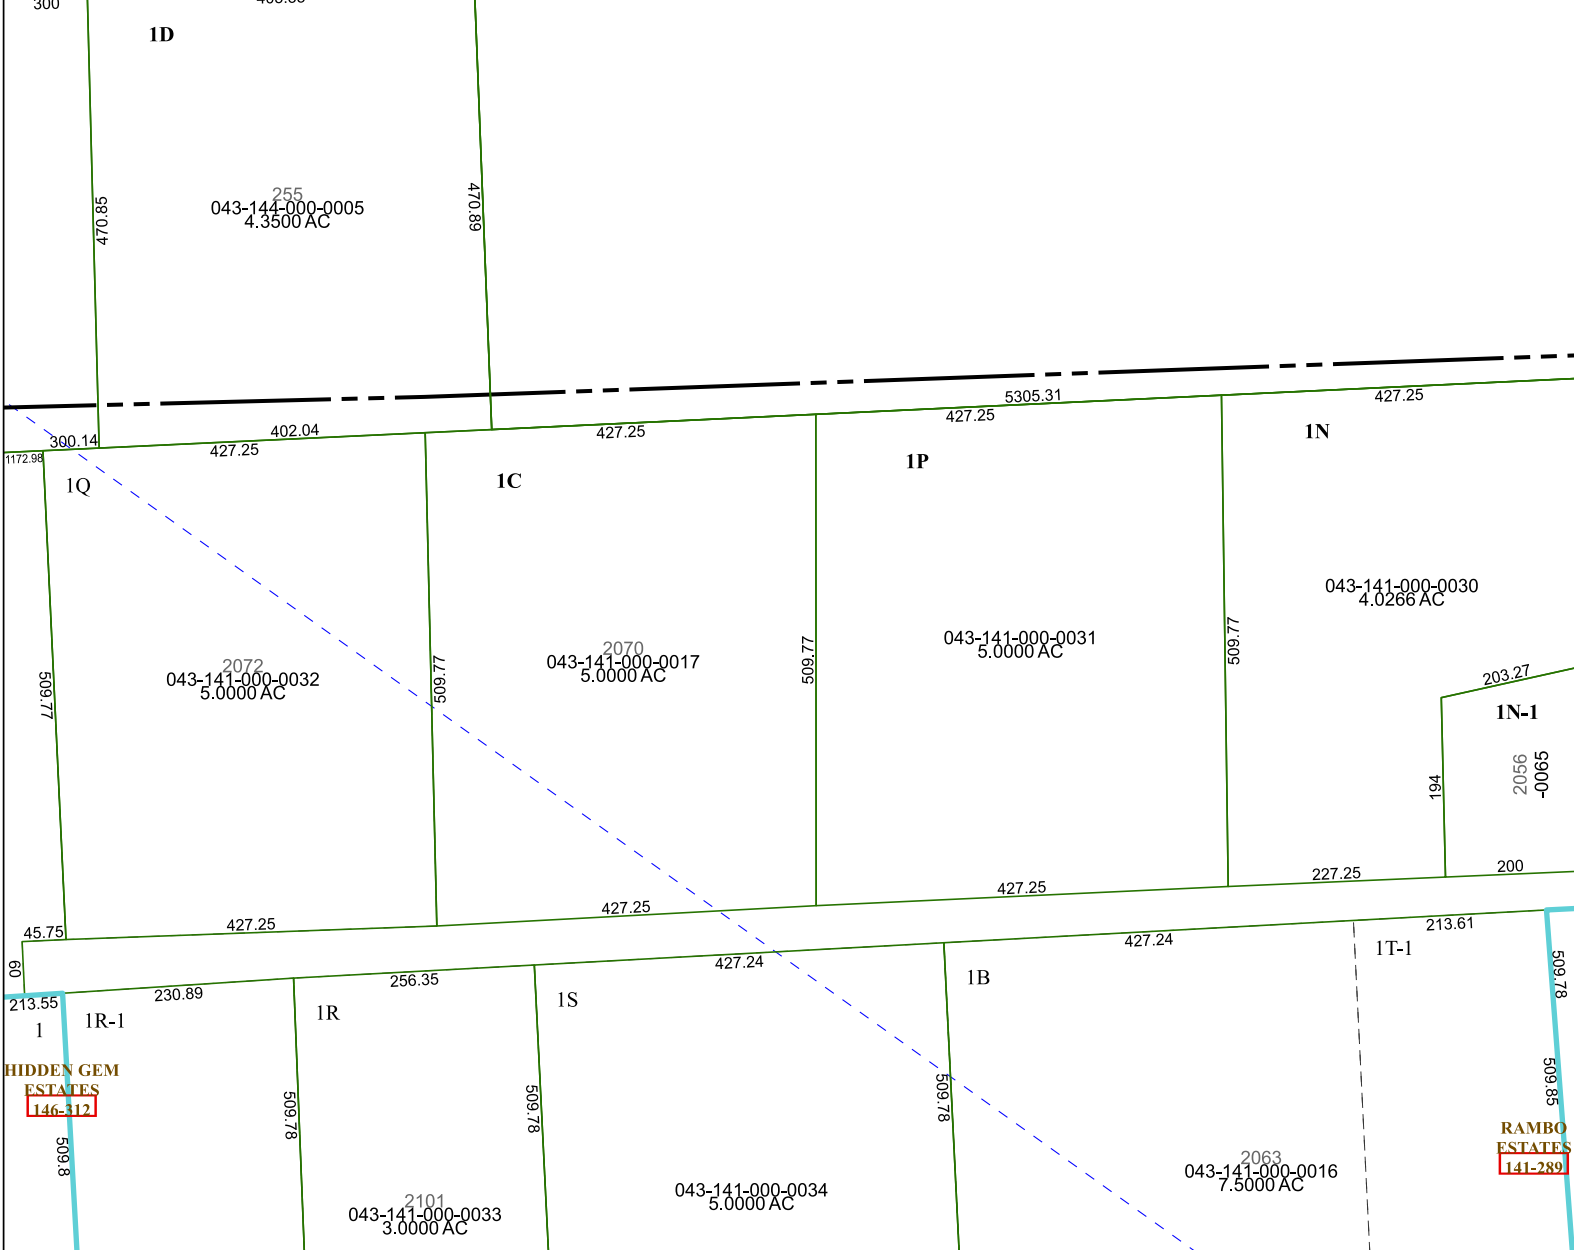 300
1D
470.85
470.89
255
043-144-000-0005
4.3500 AC
5305.31
300.14
402.04
427.25
427.25
427.25
427.25
1172.98
1Q
1C
1P
1N
509.77
2072
043-141-000-0032
5.0000 AC
509.77
2070
043-141-000-0017
5.0000 AC
509.77
043-141-000-0031
5.0000 AC
509.77
043-141-000-0030
4.0266 AC
203.27
1N-1
194
2056
-0065
45.75
427.25
427.25
427.25
227.25
200
60
213.55
230.89
256.35
427.24
427.24
213.61
1
1R-1
1R
1S
1B
1T-1
HIDDEN GEM
ESTATES
146-312
509.8
509.78
509.78
509.78
509.78
509.85
RAMBO
ESTATES
141-289
2101
043-141-000-0033
3.0000 AC
043-141-000-0034
5.0000 AC
2063
043-141-000-0016
7.5000 AC